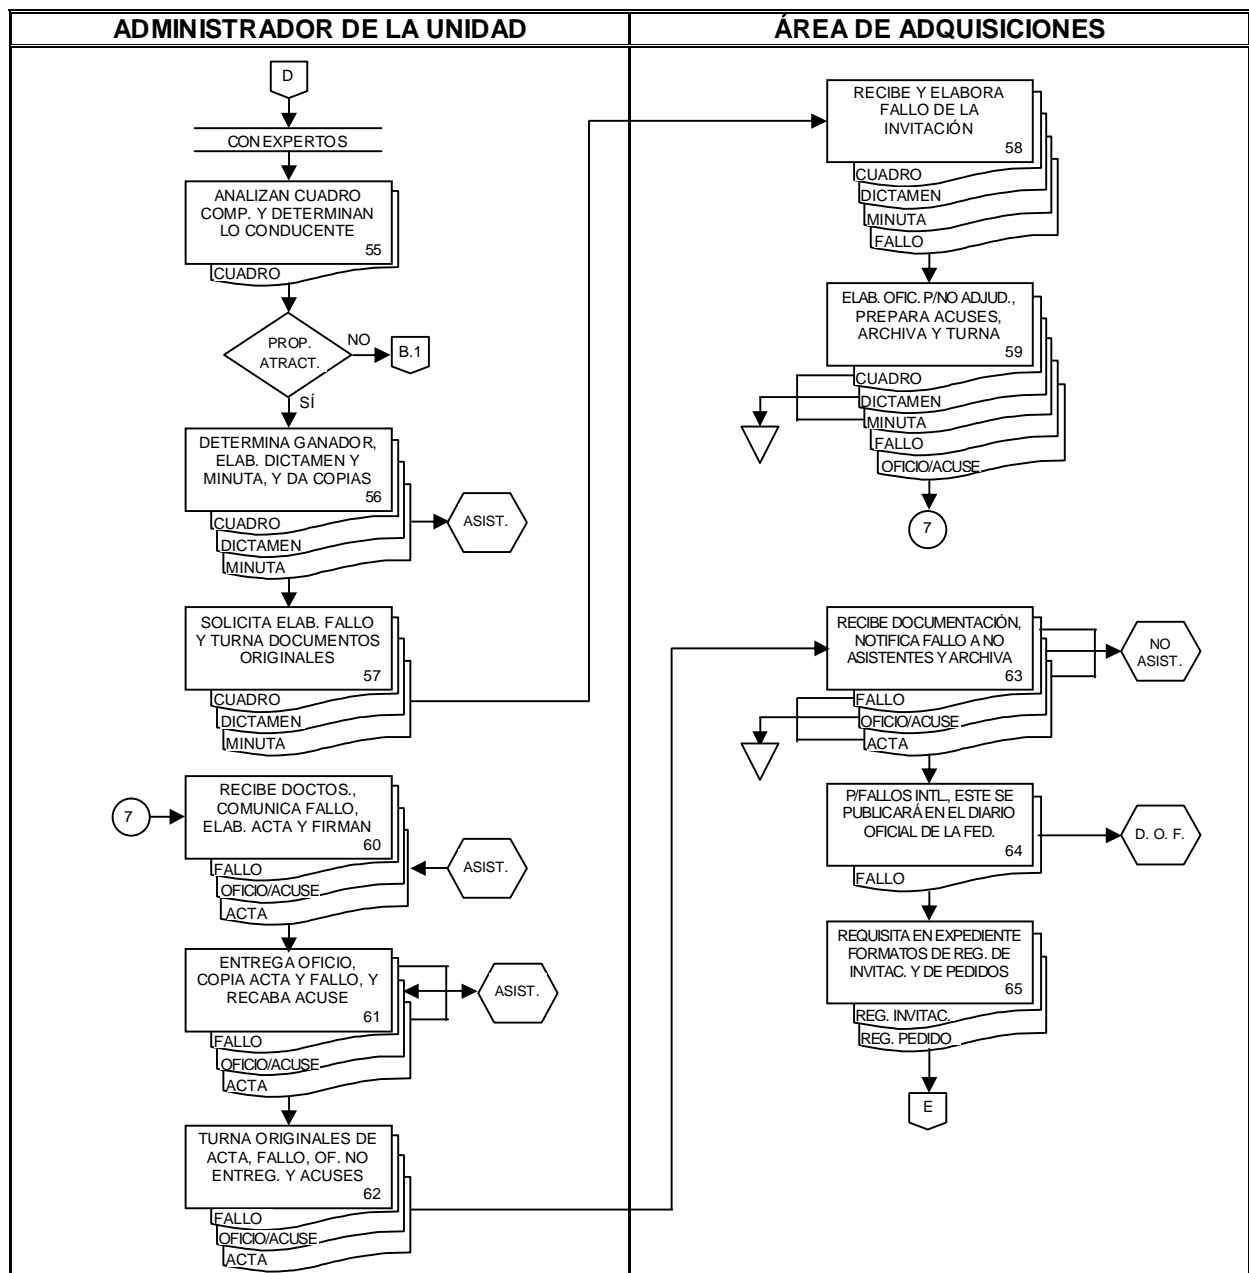 ADMINISTRADOR DE LA UNIDAD
D
CON EXPERTOS
ANALIZAN CUADRO
COMP. Y DETERMINAN
LO CONDUCENTE
55
CUADRO
PROP.
ATRACT.
NO
B.1
SÍ
DETERMINA GANADOR,
ELAB. DICTAMEN Y
MINUTA, Y DA COPIAS
56
CUADRO
DICTAMEN
MINUTA
ASIST.
SOLICITA ELAB. FALLO
Y TURNA DOCUMENTOS
ORIGINALES
57
CUADRO
DICTAMEN
MINUTA
7
RECIBE DOCTOS.,
COMUNICA FALLO,
ELAB. ACTA Y FIRMAN
60
FALLO
OFICIO/ACUSE
ACTA
ASIST.
ENTREGA OFICIO,
COPIA ACTA Y FALLO, Y
RECABA ACUSE
61
FALLO
OFICIO/ACUSE
ACTA
ASIST.
TURNA ORIGINALES DE
ACTA, FALLO, OF. NO
ENTREG. Y ACUSES
62
FALLO
OFICIO/ACUSE
ACTA
ÁREA DE ADQUISICIONES
RECIBE Y ELABORA
FALLO DE LA
INVITACIÓN
58
CUADRO
DICTAMEN
MINUTA
FALLO
ELAB. OFIC. P/NO ADJUD.,
PREPARA ACUSES,
ARCHIVA Y TURNA
59
CUADRO
DICTAMEN
MINUTA
FALLO
OFICIO/ACUSE
7
RECIBE DOCUMENTACIÓN,
NOTIFICA FALLO A NO
ASISTENTES Y ARCHIVA
63
FALLO
OFICIO/ACUSE
ACTA
NO
ASIST.
P/FALLOS INTL., ESTE SE
PUBLICARÁ EN EL DIARIO
OFICIAL DE LA FED.
64
FALLO
D. O. F.
REQUISITA EN EXPEDIENTE
FORMATOS DE REG. DE
INVITAC. Y DE PEDIDOS
65
REG. INVITAC.
REG. PEDIDO
E